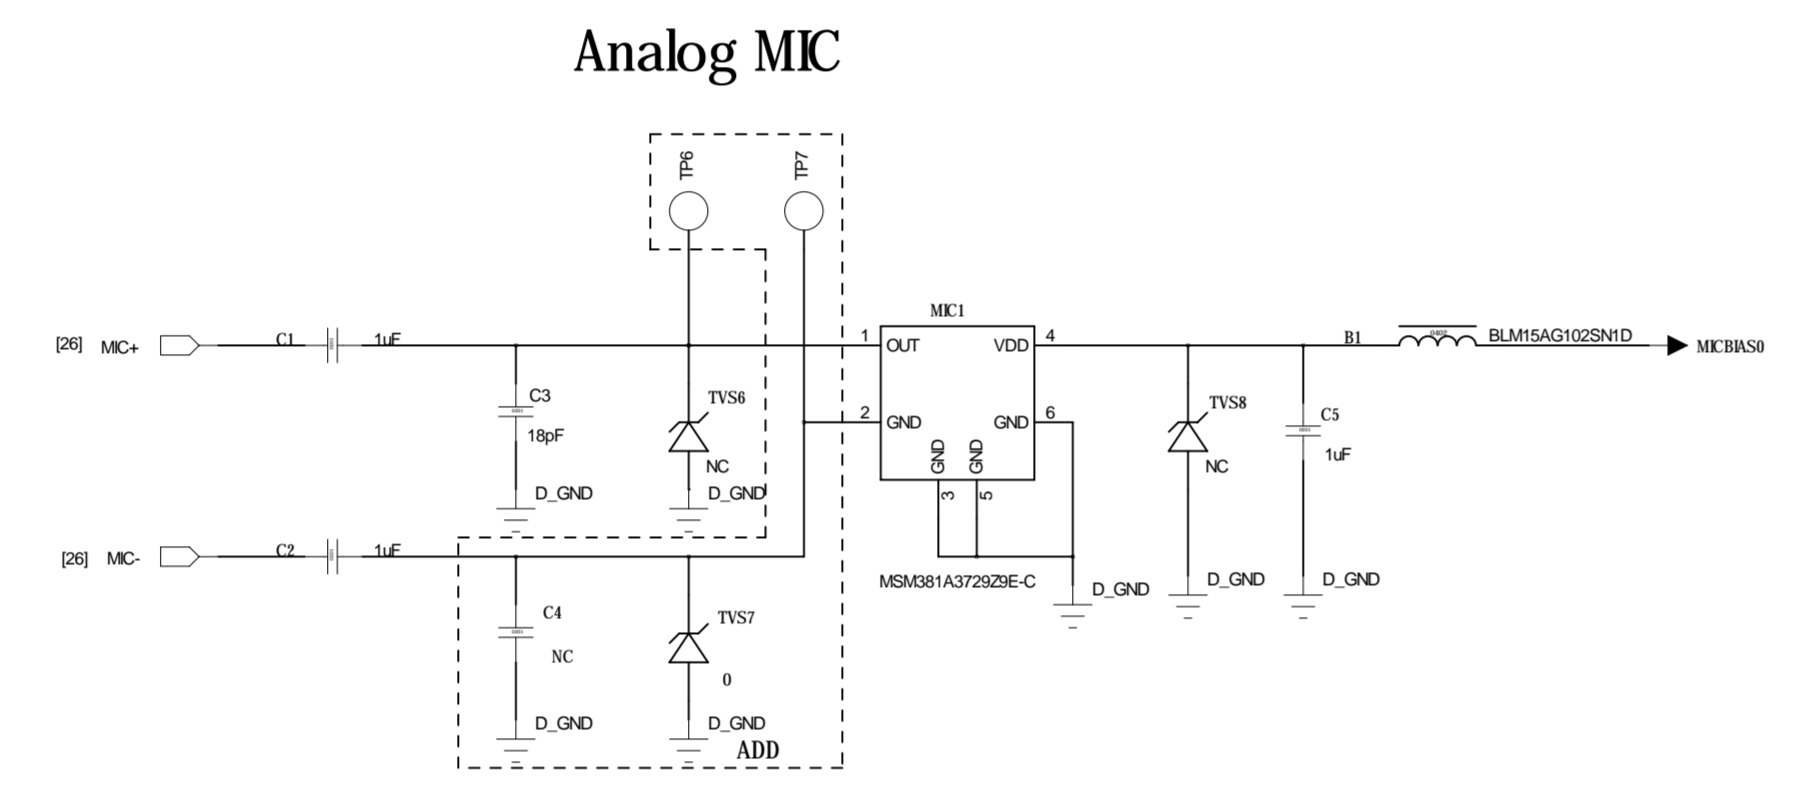 Analog MIC
TP6
TP7
MIC1
[26] MIC+
C1
1uF
1
OUT
VDD
4
B1
0402
BLM15AG102SN1D
MICBIAS0
C3
18pF
D_GND
TVS6
NC
D_GND
2
GND
GND
6
GND
GND
3
5
TVS8
NC
D_GND
C5
1uF
D_GND
[26] MIC-
C2
1uF
MSM381A3729Z9E-C
D_GND
C4
NC
D_GND
TVS7
0
D_GND
ADD